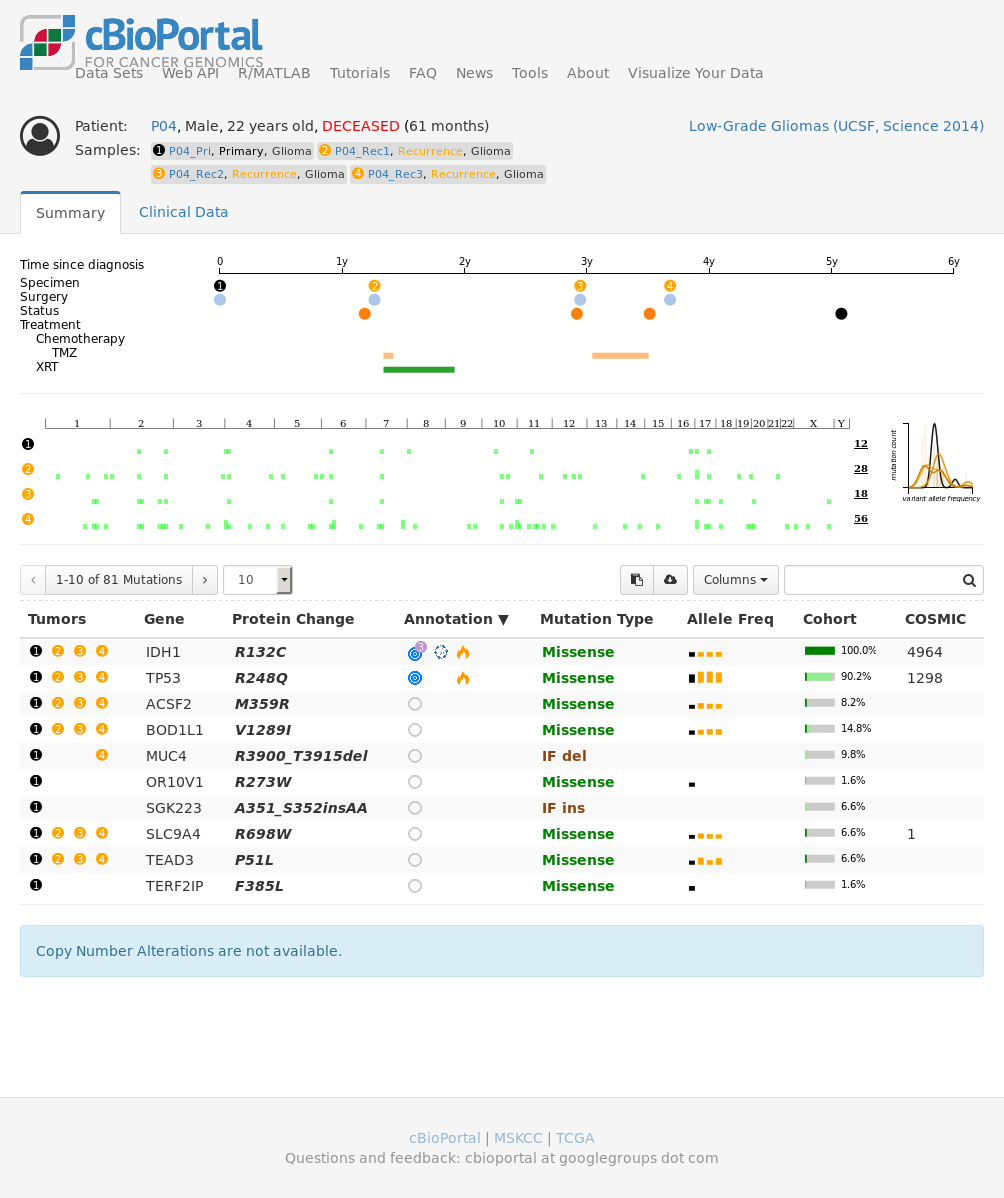 cBioPortal
FOR CANCER GENOMICS
Data Sets Web API R/MATLAB Tutorials FAQ News Tools About Visualize Your Data
Patient: P04, Male, 22 years old, DECEASED (61 months) Low-Grade Gliomas (UCSF, Science 2014)
Samples: 1 P04_Pri, Primary, Glioma 2 P04_Rec1, Recurrence, Glioma
3 P04_Rec2, Recurrence, Glioma 4 P04_Rec3, Recurrence, Glioma
Summary Clinical Data
Time since diagnosis 0 1y 2y 3y 4y 5y 6y
Specimen 1 2 3 4
Surgery
Status
Treatment
Chemotherapy
TMZ
XRT
1 2 3 4 5 6 7 8 9 10 11 12 13 14 15 16 17 18 19 20 21 22 X Y
1 12
2 28
3 18
4 56
mutation count
variant allele frequency
‹ 1-10 of 81 Mutations › 10 Columns
Tumors Gene Protein Change Annotation ▼ Mutation Type Allele Freq Cohort COSMIC
1 2 3 4 IDH1 R132C 3 Missense 100.0% 4964
1 2 3 4 TP53 R248Q Missense 90.2% 1298
1 2 3 4 ACSF2 M359R Missense 8.2%
1 2 3 4 BOD1L1 V1289I Missense 14.8%
1 4 MUC4 R3900_T3915del IF del 9.8%
1 OR10V1 R273W Missense 1.6%
1 SGK223 A351_S352insAA IF ins 6.6%
1 2 3 4 SLC9A4 R698W Missense 6.6% 1
1 2 3 4 TEAD3 P51L Missense 6.6%
1 TERF2IP F385L Missense 1.6%
Copy Number Alterations are not available.
cBioPortal | MSKCC | TCGA
Questions and feedback: cbioportal at googlegroups dot com